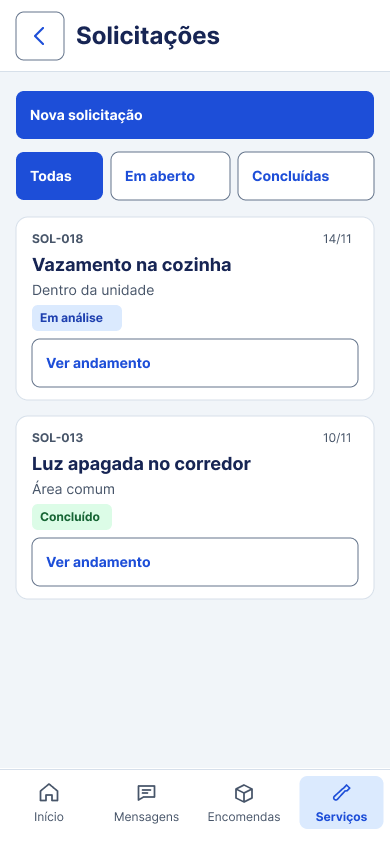 Solicitações
Nova solicitação
Todas
Em aberto
Concluídas
SOL-018
14/11
Vazamento na cozinha
Dentro da unidade
Em análise
Ver andamento
SOL-013
10/11
Luz apagada no corredor
Área comum
Concluído
Ver andamento
Início
Mensagens
Encomendas
Serviços